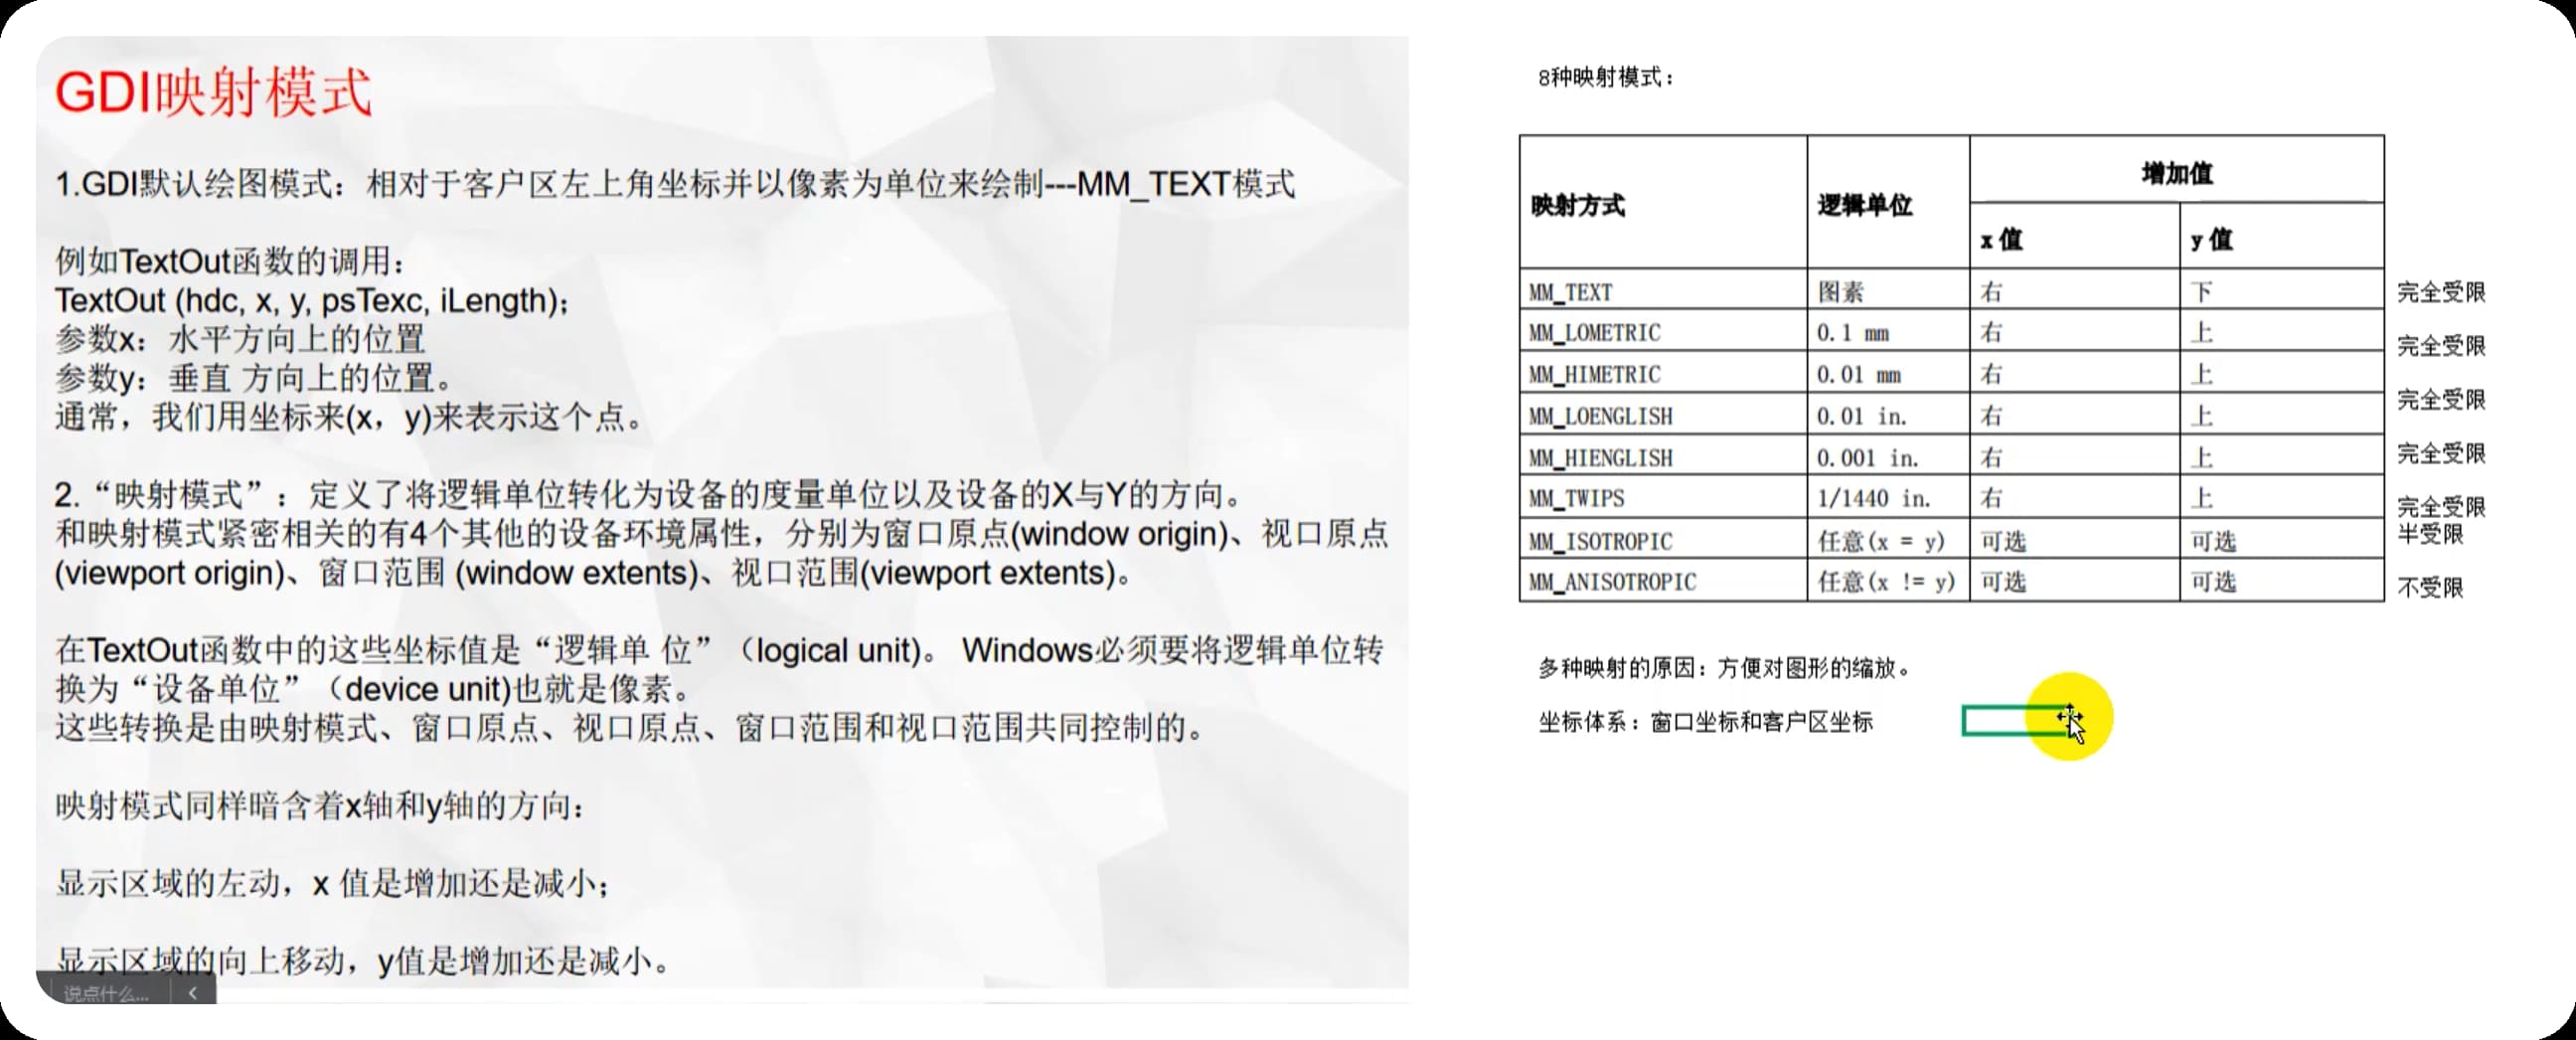 GDI映射模式
1.GDI默认绘图模式：相对于客户区左上角坐标并以像素为单位来绘制---MM_TEXT模式
例如TextOut函数的调用：
TextOut (hdc, x, y, psTexc, iLength);
参数x：水平方向上的位置
参数y：垂直 方向上的位置。
通常，我们用坐标来(x，y)来表示这个点。
2.“映射模式”：定义了将逻辑单位转化为设备的度量单位以及设备的X与Y的方向。
和映射模式紧密相关的有4个其他的设备环境属性，分别为窗口原点(window origin)、视口原点
(viewport origin)、窗口范围 (window extents)、视口范围(viewport extents)。
在TextOut函数中的这些坐标值是“逻辑单 位”（logical unit)。 Windows必须要将逻辑单位转
换为“设备单位”（device unit)也就是像素。
这些转换是由映射模式、窗口原点、视口原点、窗口范围和视口范围共同控制的。
映射模式同样暗含着x轴和y轴的方向：
显示区域的左动，x 值是增加还是减小；
显示区域的向上移动，y值是增加还是减小。
说点什么...
8种映射模式：
映射方式 逻辑单位 增加值
x 值 y 值
MM_TEXT 图素 右 下 完全受限
MM_LOMETRIC 0.1 mm 右 上 完全受限
MM_HIMETRIC 0.01 mm 右 上 完全受限
MM_LOENGLISH 0.01 in. 右 上 完全受限
MM_HIENGLISH 0.001 in. 右 上 完全受限
MM_TWIPS 1/1440 in. 右 上
MM_ISOTROPIC 任意(x = y) 可选 可选 半受限
MM_ANISOTROPIC 任意(x != y) 可选 可选 不受限
多种映射的原因：方便对图形的缩放。
坐标体系：窗口坐标和客户区坐标